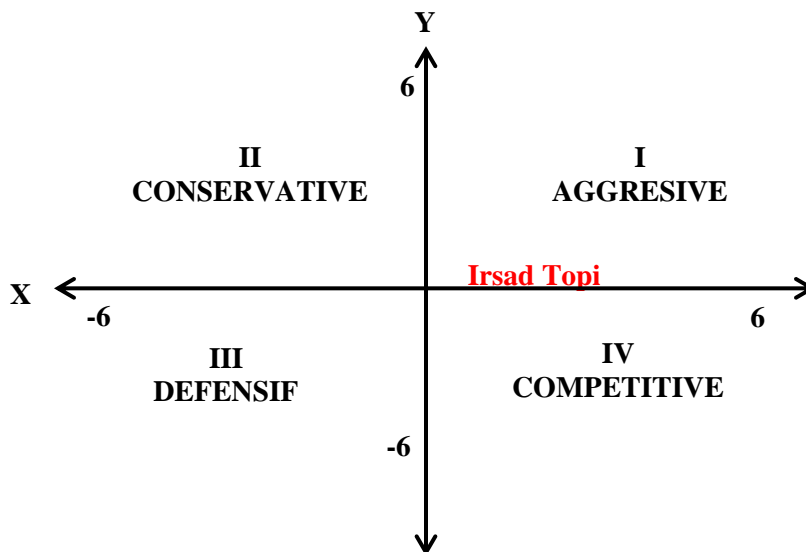 Y
6
II
CONSERVATIVE
I
AGGRESIVE
Irsad Topi
X
-6
6
III
DEFENSIF
IV
COMPETITIVE
-6